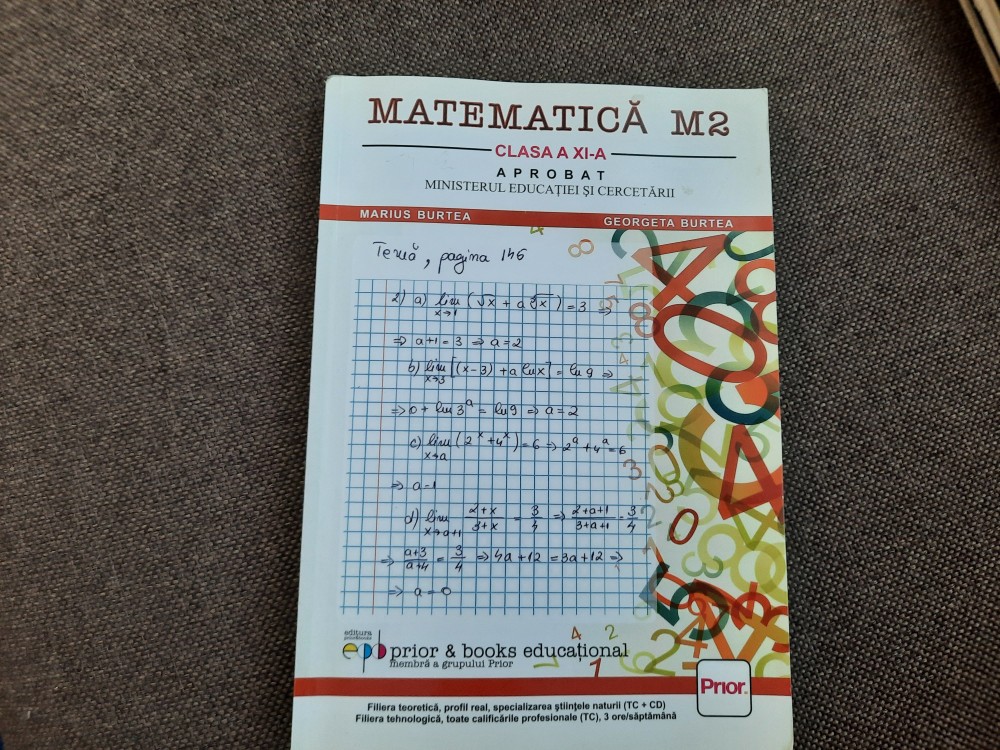 MATEMATICĂ M2
CLASA A XI-A
APROBAT
MINISTERUL EDUCAȚIEI ȘI CERCETĂRII
MARIUS BURTEA
GEORGETA BURTEA
Temă, pagina 146
2) a) lim (√x + a ∛x) = 3 ⇒
x→1
⇒ a+1 = 3 ⇒ a = 2
b) lim [(x-3) + a ln x] = ln 9 ⇒
x→3
⇒ 0 + ln 3^a = ln 9 ⇒ a = 2
c) lim (2^x + 4^x) = 6 ⇒ 2^a + 4^a = 6
x→a
⇒ a = 1
d) lim (2+x)/(3+x) = 3/4 ⇒ (2+a+1)/(3+a+1) = 3/4
x→a+1
⇒ (a+3)/(a+4) = 3/4 ⇒ 4a+12 = 3a+12 ⇒
⇒ a = 0
editura
prior&books
epb prior & books educațional
membră a grupului Prior
PRIOR
Filiera teoretică, profil real, specializarea științele naturii (TC + CD)
Filiera tehnologică, toate calificările profesionale (TC), 3 ore/săptămână